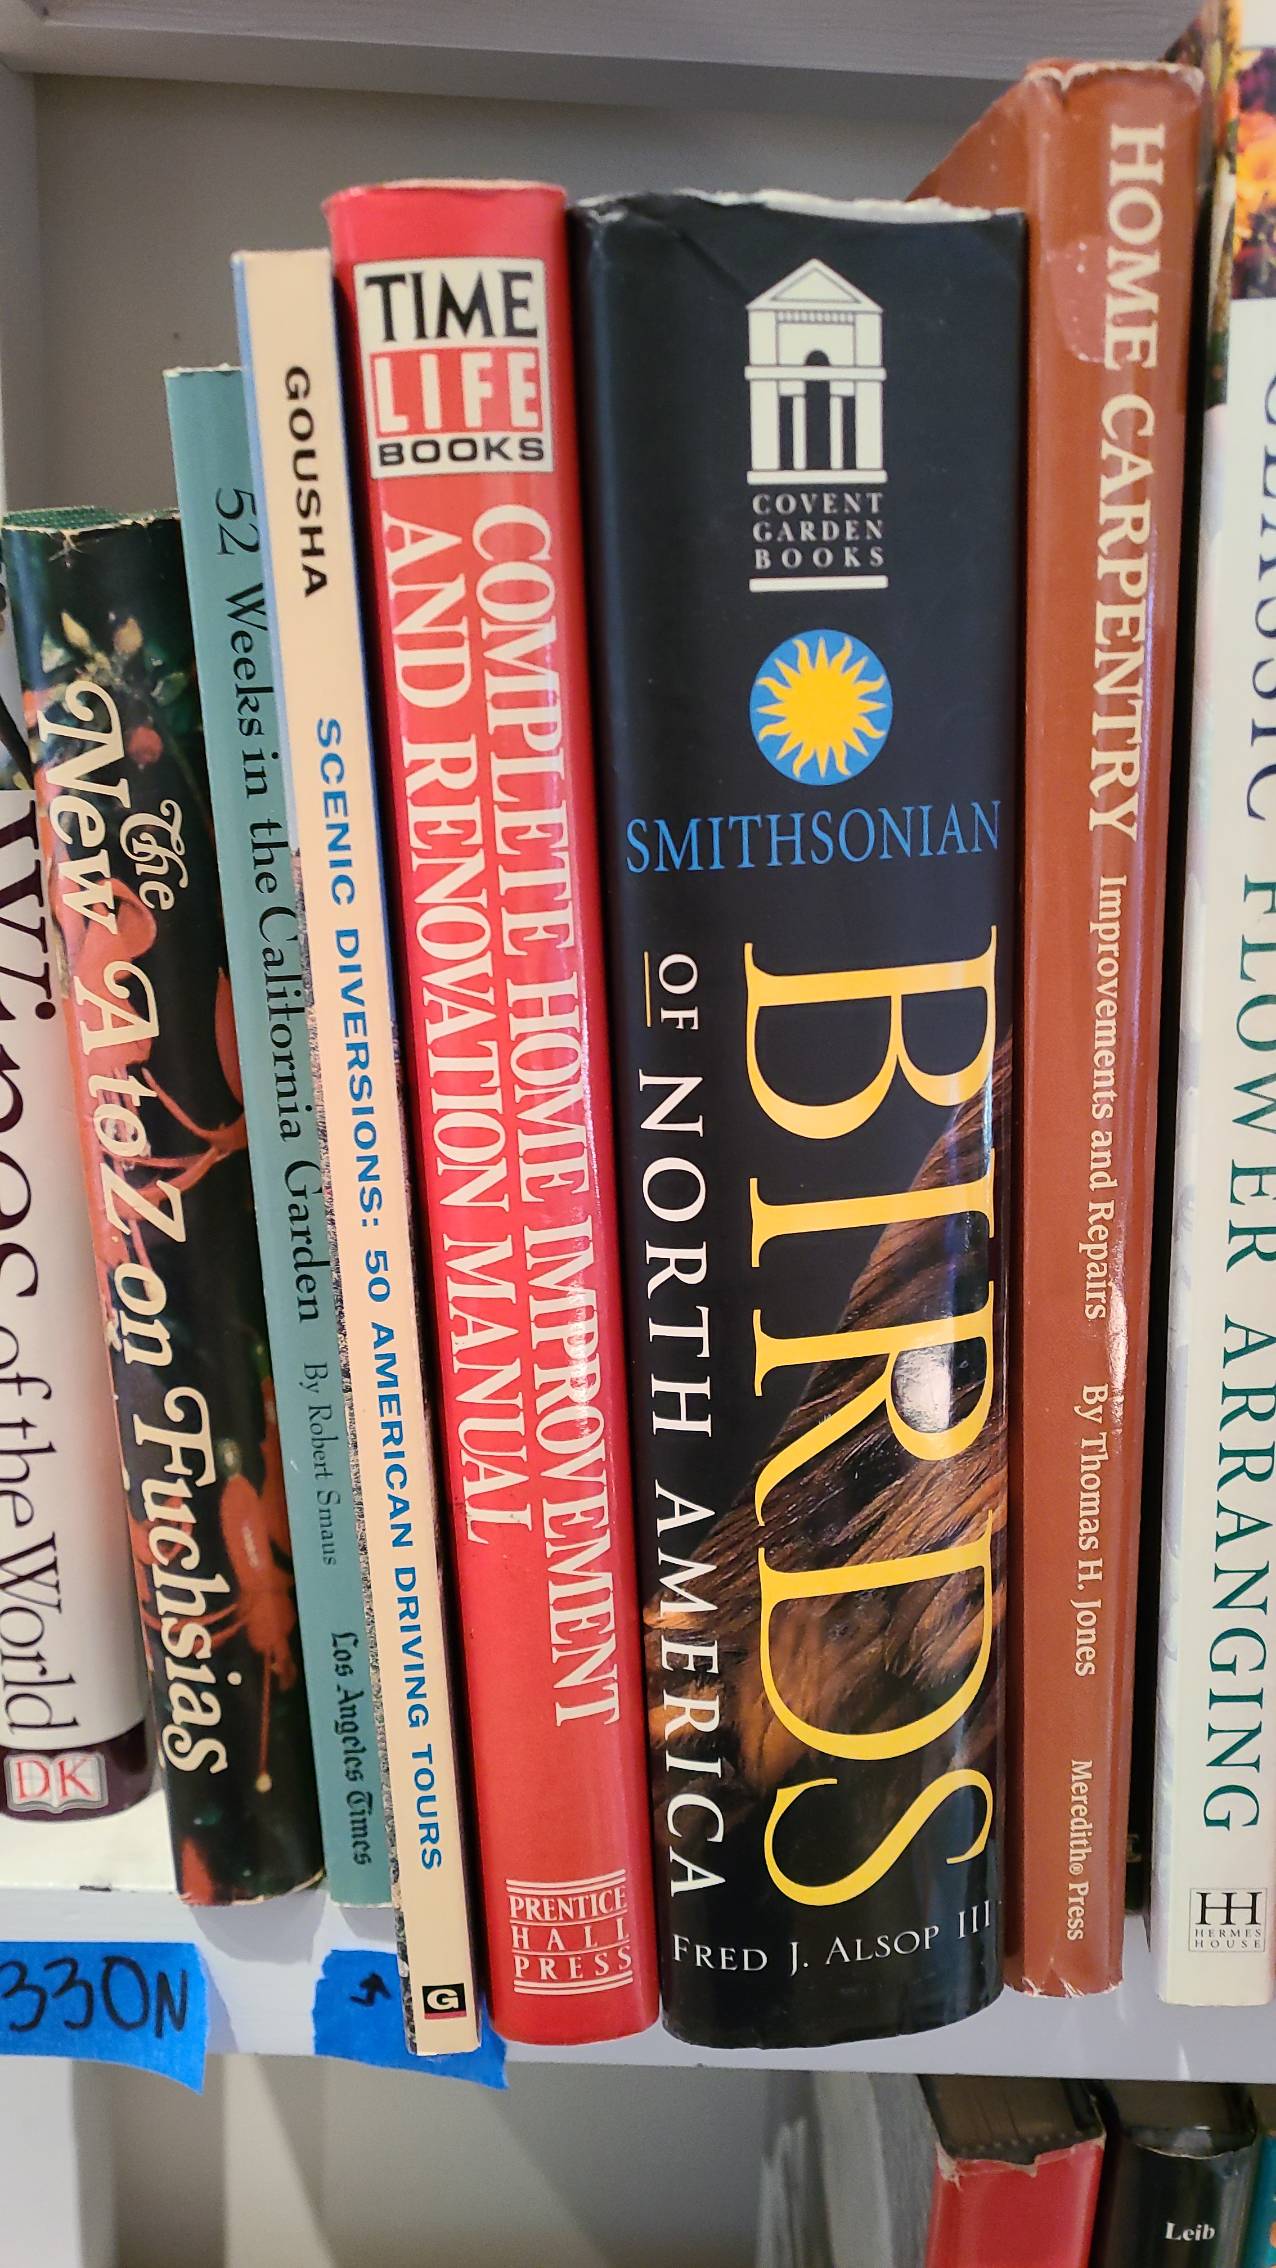 Wines of the World
DK
The
New A to Z on Fuchsias
52 Weeks in the California Garden By Robert Smaus Los Angeles Times
GOUSHA SCENIC DIVERSIONS: 50 AMERICAN DRIVING TOURS
G
TIME
LIFE
BOOKS
COMPLETE HOME IMPROVEMENT
AND RENOVATION MANUAL
PRENTICE
HALL
PRESS
COVENT
GARDEN
BOOKS
SMITHSONIAN
BIRDS
OF NORTH AMERICA
FRED J. ALSOP III
HOME CARPENTRY Improvements and Repairs By Thomas H. Jones Meredith® Press
CLASSIC FLOWER ARRANGING
HH
HERMES
HOUSE
330N
Leib